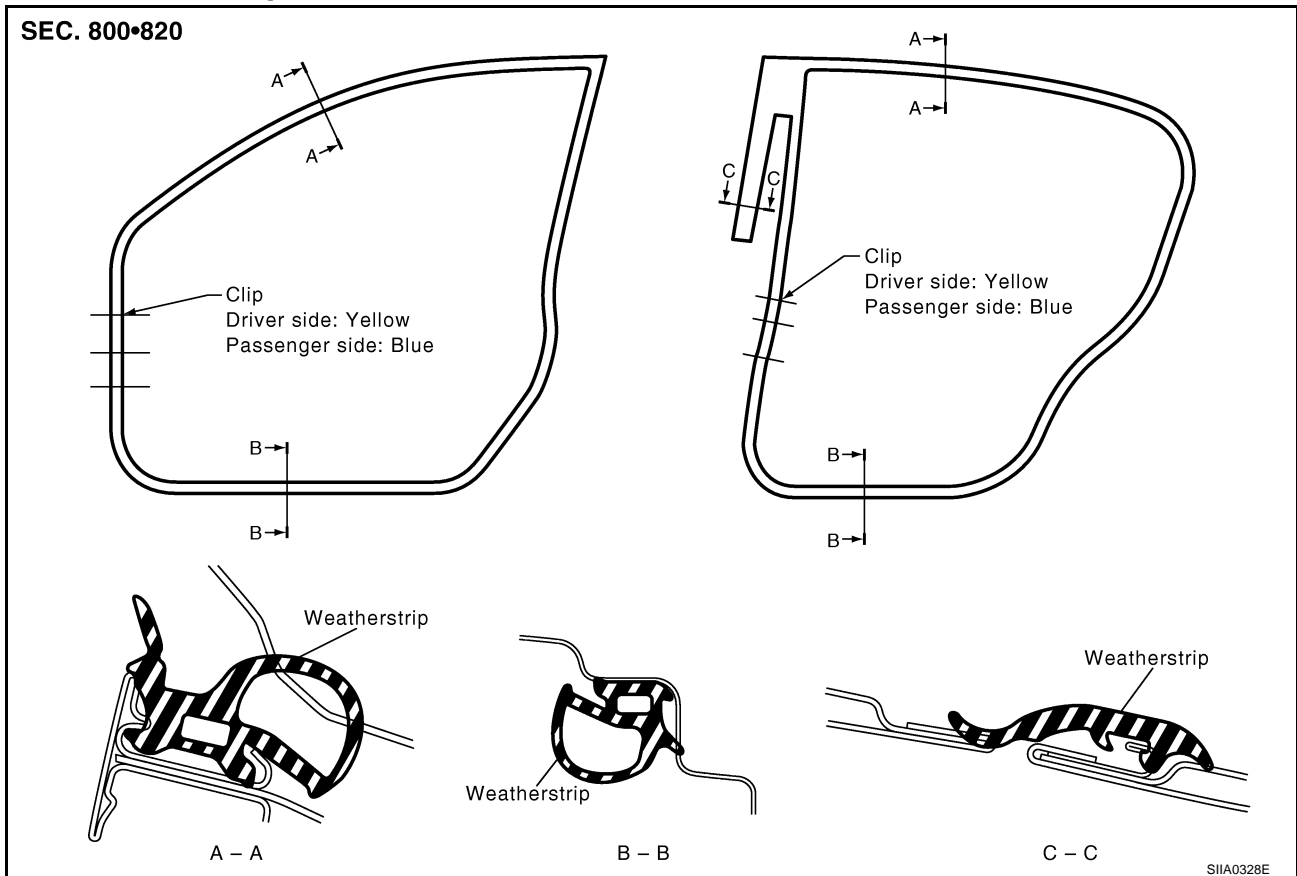 SEC. 800•820
A
A
A
A
C
C
Clip
Driver side: Yellow
Passenger side: Blue
Clip
Driver side: Yellow
Passenger side: Blue
B
B
B
B
Weatherstrip
Weatherstrip
Weatherstrip
A – A
B – B
C – C
SIIA0328E